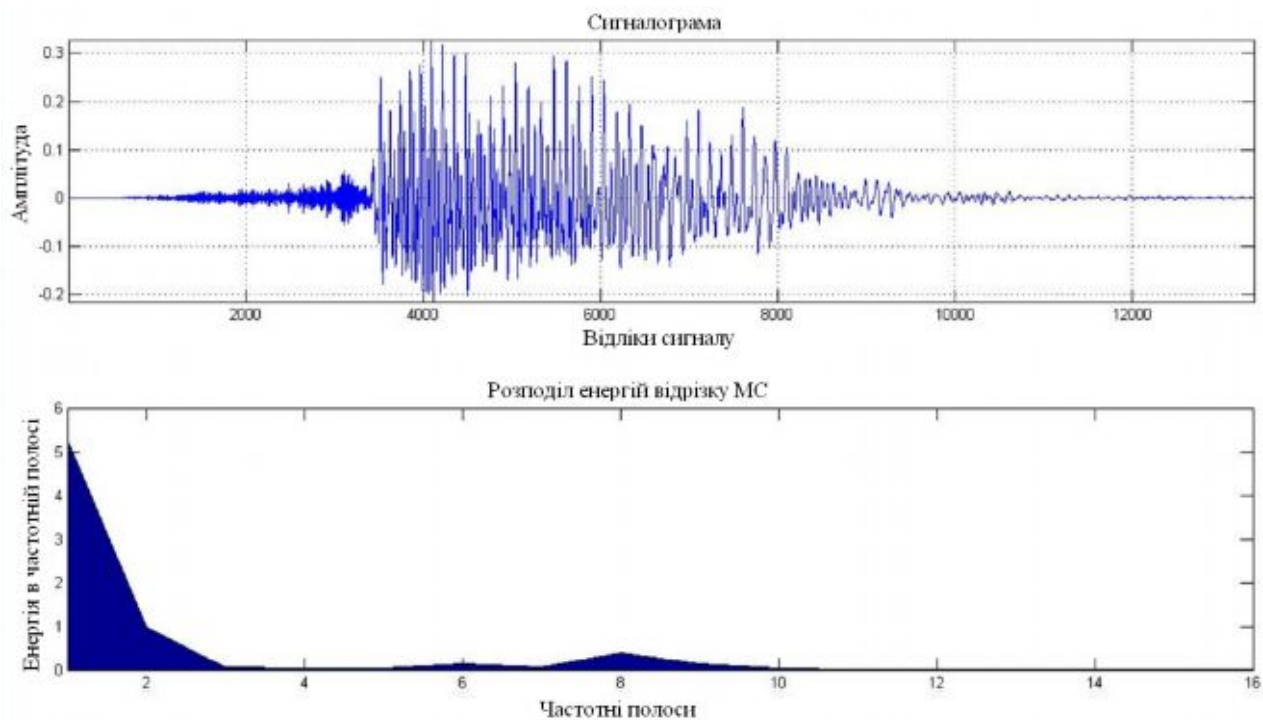 Сигналограма
0.3
0.2
0.1
0
-0.1
-0.2
Амплітуда
2000 4000 6000 8000 10000 12000
Відліки сигналу
Розподіл енергій відрізку МС
6
5
4
3
2
1
0
Енергія в частотній полосі
2 4 6 8 10 12 14 16
Частотні полоси